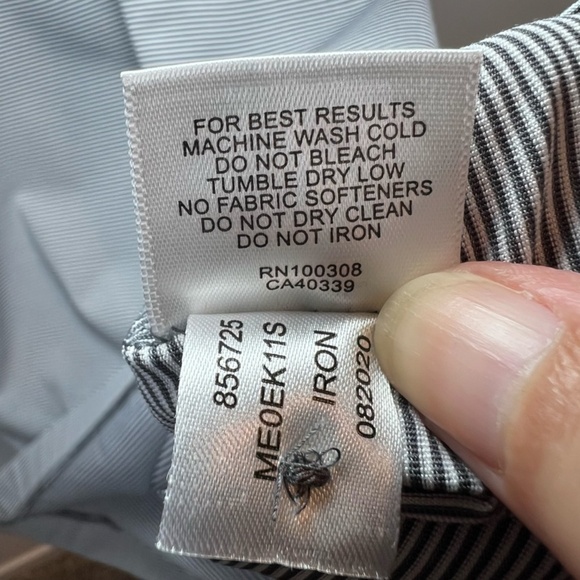 FOR BEST RESULTS
MACHINE WASH COLD
DO NOT BLEACH
TUMBLE DRY LOW
NO FABRIC SOFTENERS
DO NOT DRY CLEAN
DO NOT IRON
RN100308
CA40339
856725
ME0EK11S
IRON
082020